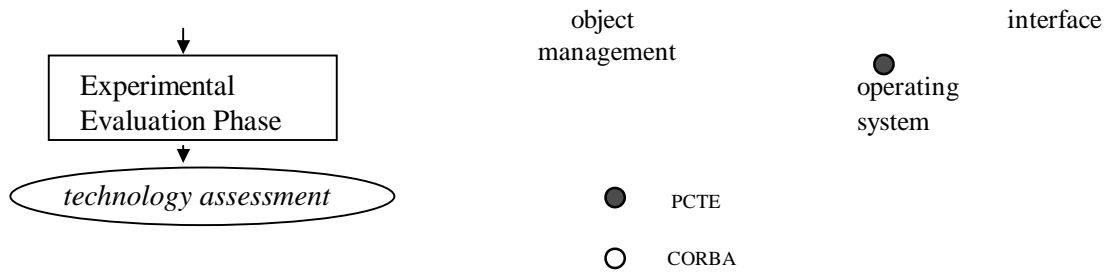 Experimental
Evaluation Phase
technology assessment
object
management
interface
operating
system
PCTE
CORBA